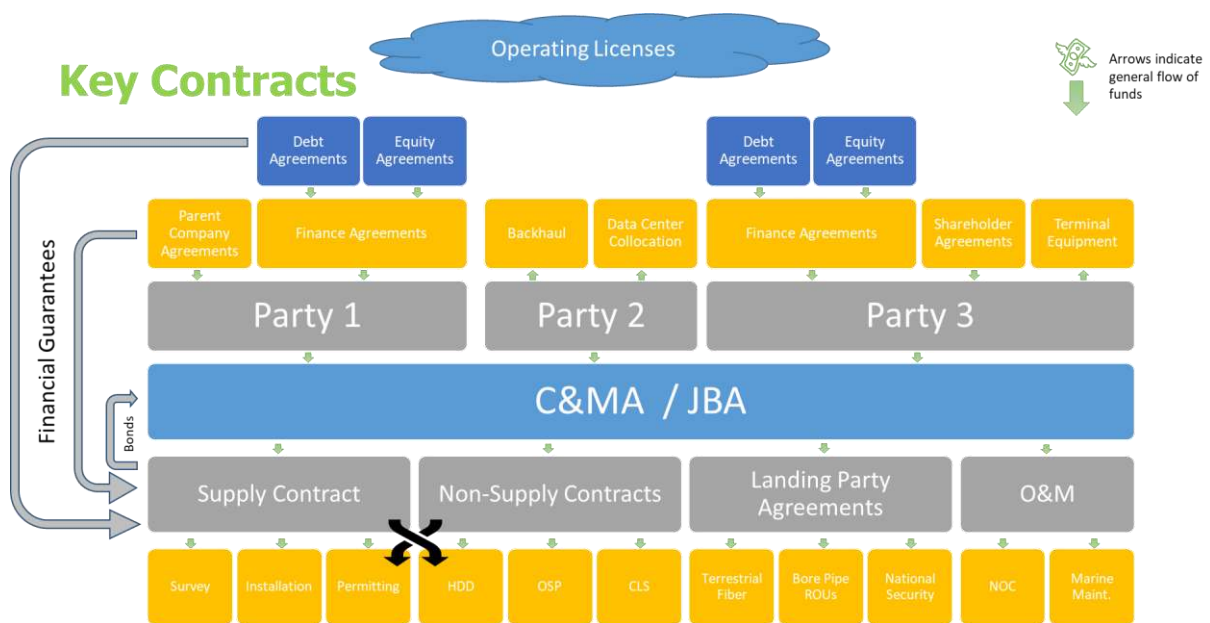 Operating Licenses
Key Contracts
Arrows indicate
general flow of
funds
Debt
Agreements
Equity
Agreements
Debt
Agreements
Equity
Agreements
Parent
Company
Agreements
Finance Agreements
Backhaul
Data Center
Collocation
Finance Agreements
Shareholder
Agreements
Terminal
Equipment
Party 1
Party 2
Party 3
Financial Guarantees
C&MA / JBA
Bonds
Supply Contract
Non-Supply Contracts
Landing Party
Agreements
O&M
Survey
Installation
Permitting
HDD
OSP
CLS
Terrestrial
Fiber
Bore Pipe
ROUs
National
Security
NOC
Marine
Maint.